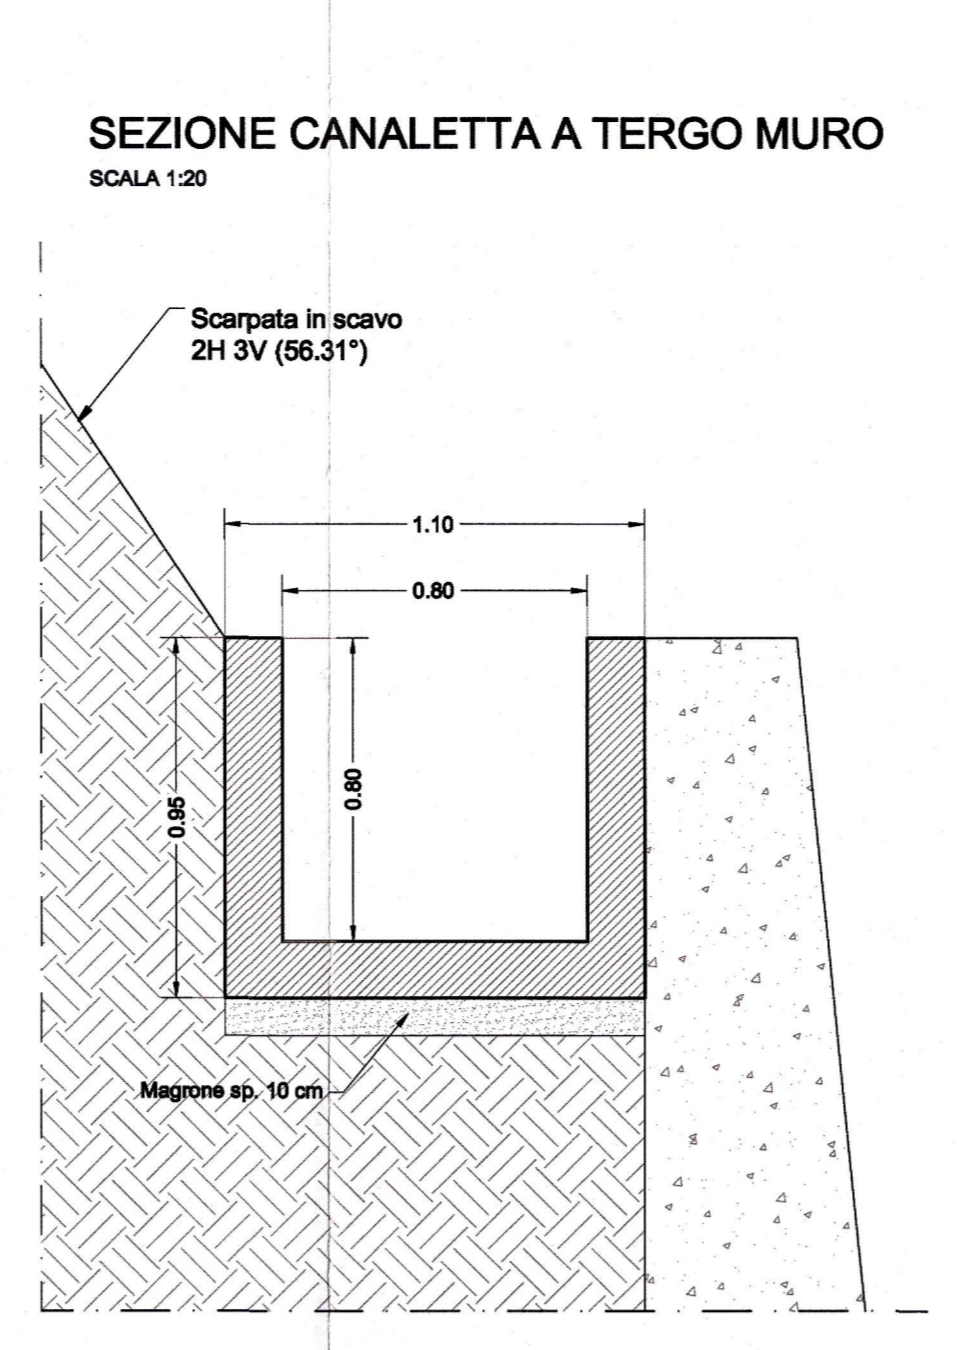 SEZIONE CANALETTA A TERGO MURO
SCALA 1:20
Scarpata in scavo
2H 3V (56.31°)
1.10
0.80
0.95
0.80
Magrone sp. 10 cm